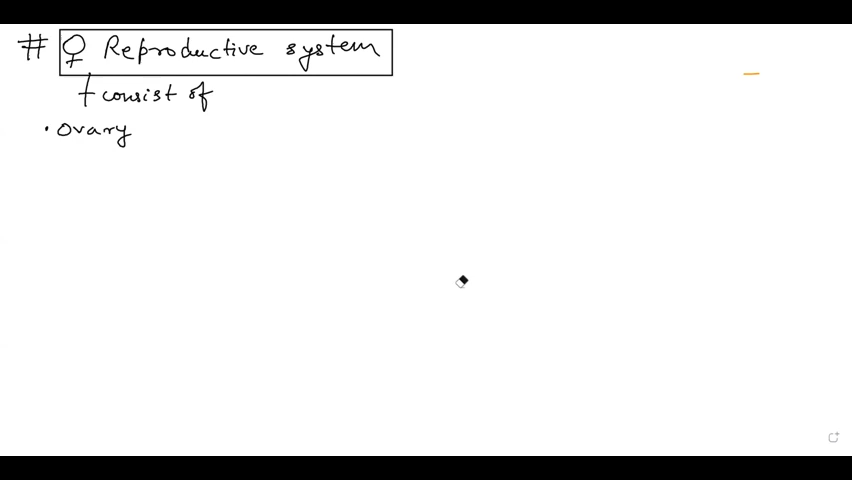 # ♀ Reproductive system
consist of
• ovary